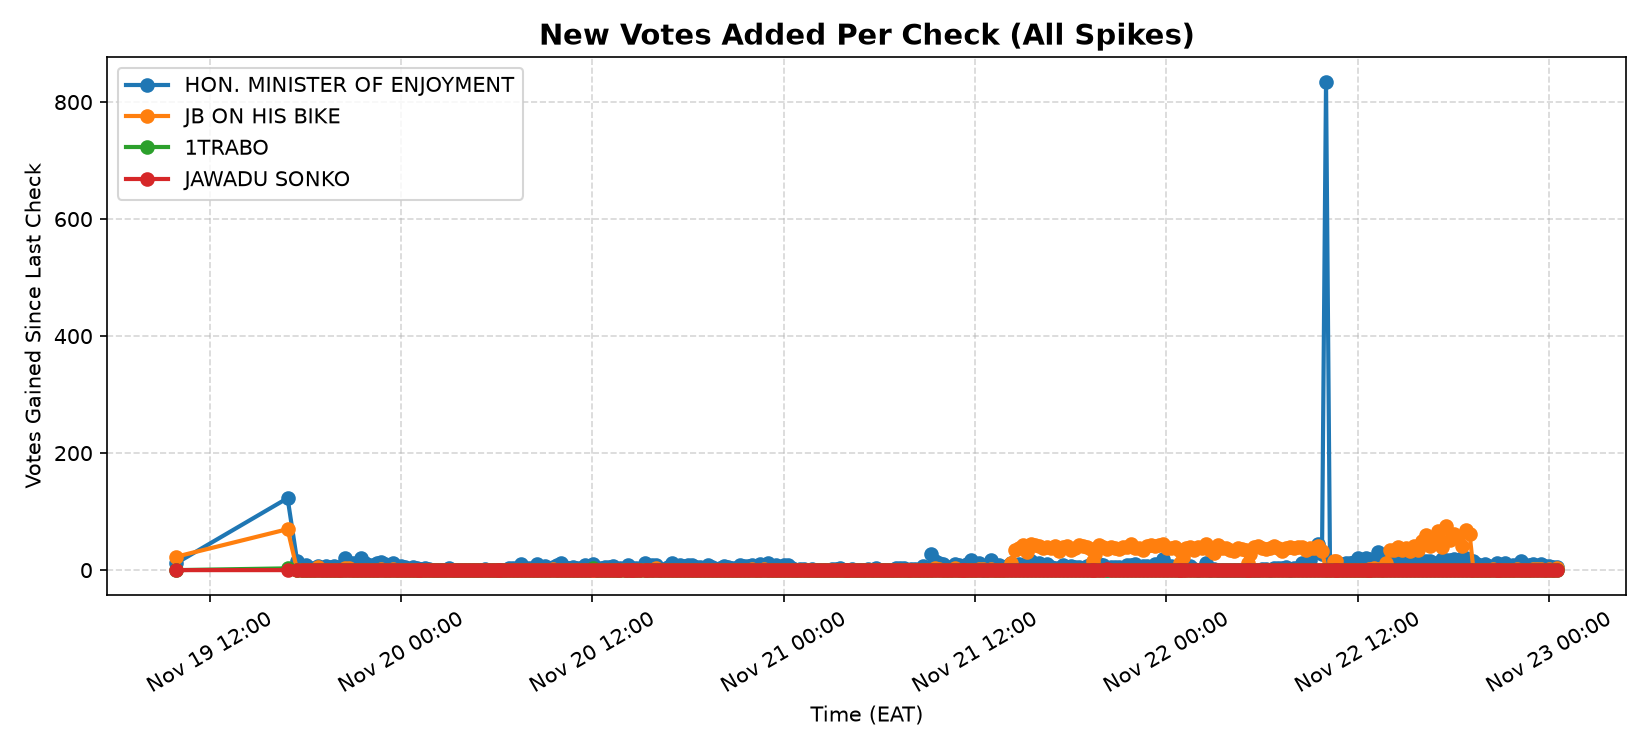 New Votes Added Per Check (All Spikes)
HON. MINISTER OF ENJOYMENT
JB ON HIS BIKE
1TRABO
JAWADU SONKO
Votes Gained Since Last Check
800
600
400
200
0
Nov 19 12:00
Nov 20 00:00
Nov 20 12:00
Nov 21 00:00
Nov 21 12:00
Nov 22 00:00
Nov 22 12:00
Nov 23 00:00
Time (EAT)